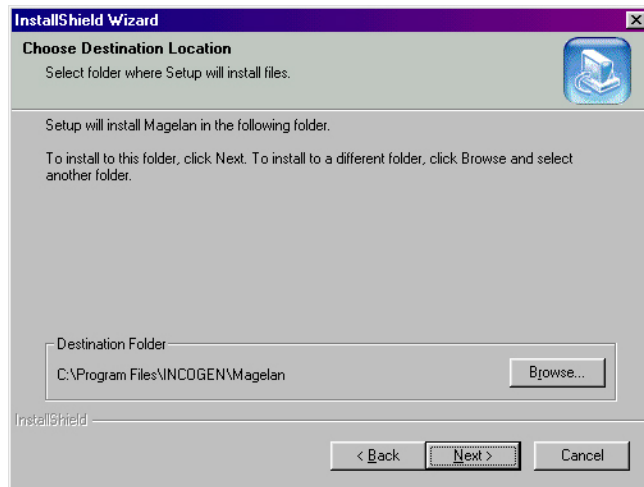 InstallShield Wizard
Choose Destination Location
Select folder where Setup will install files.
Setup will install Magelan in the following folder.
To install to this folder, click Next. To install to a different folder, click Browse and select
another folder.
Destination Folder
C:\Program Files\INCOGEN\Magelan
Browse...
InstallShield
< Back
Next >
Cancel